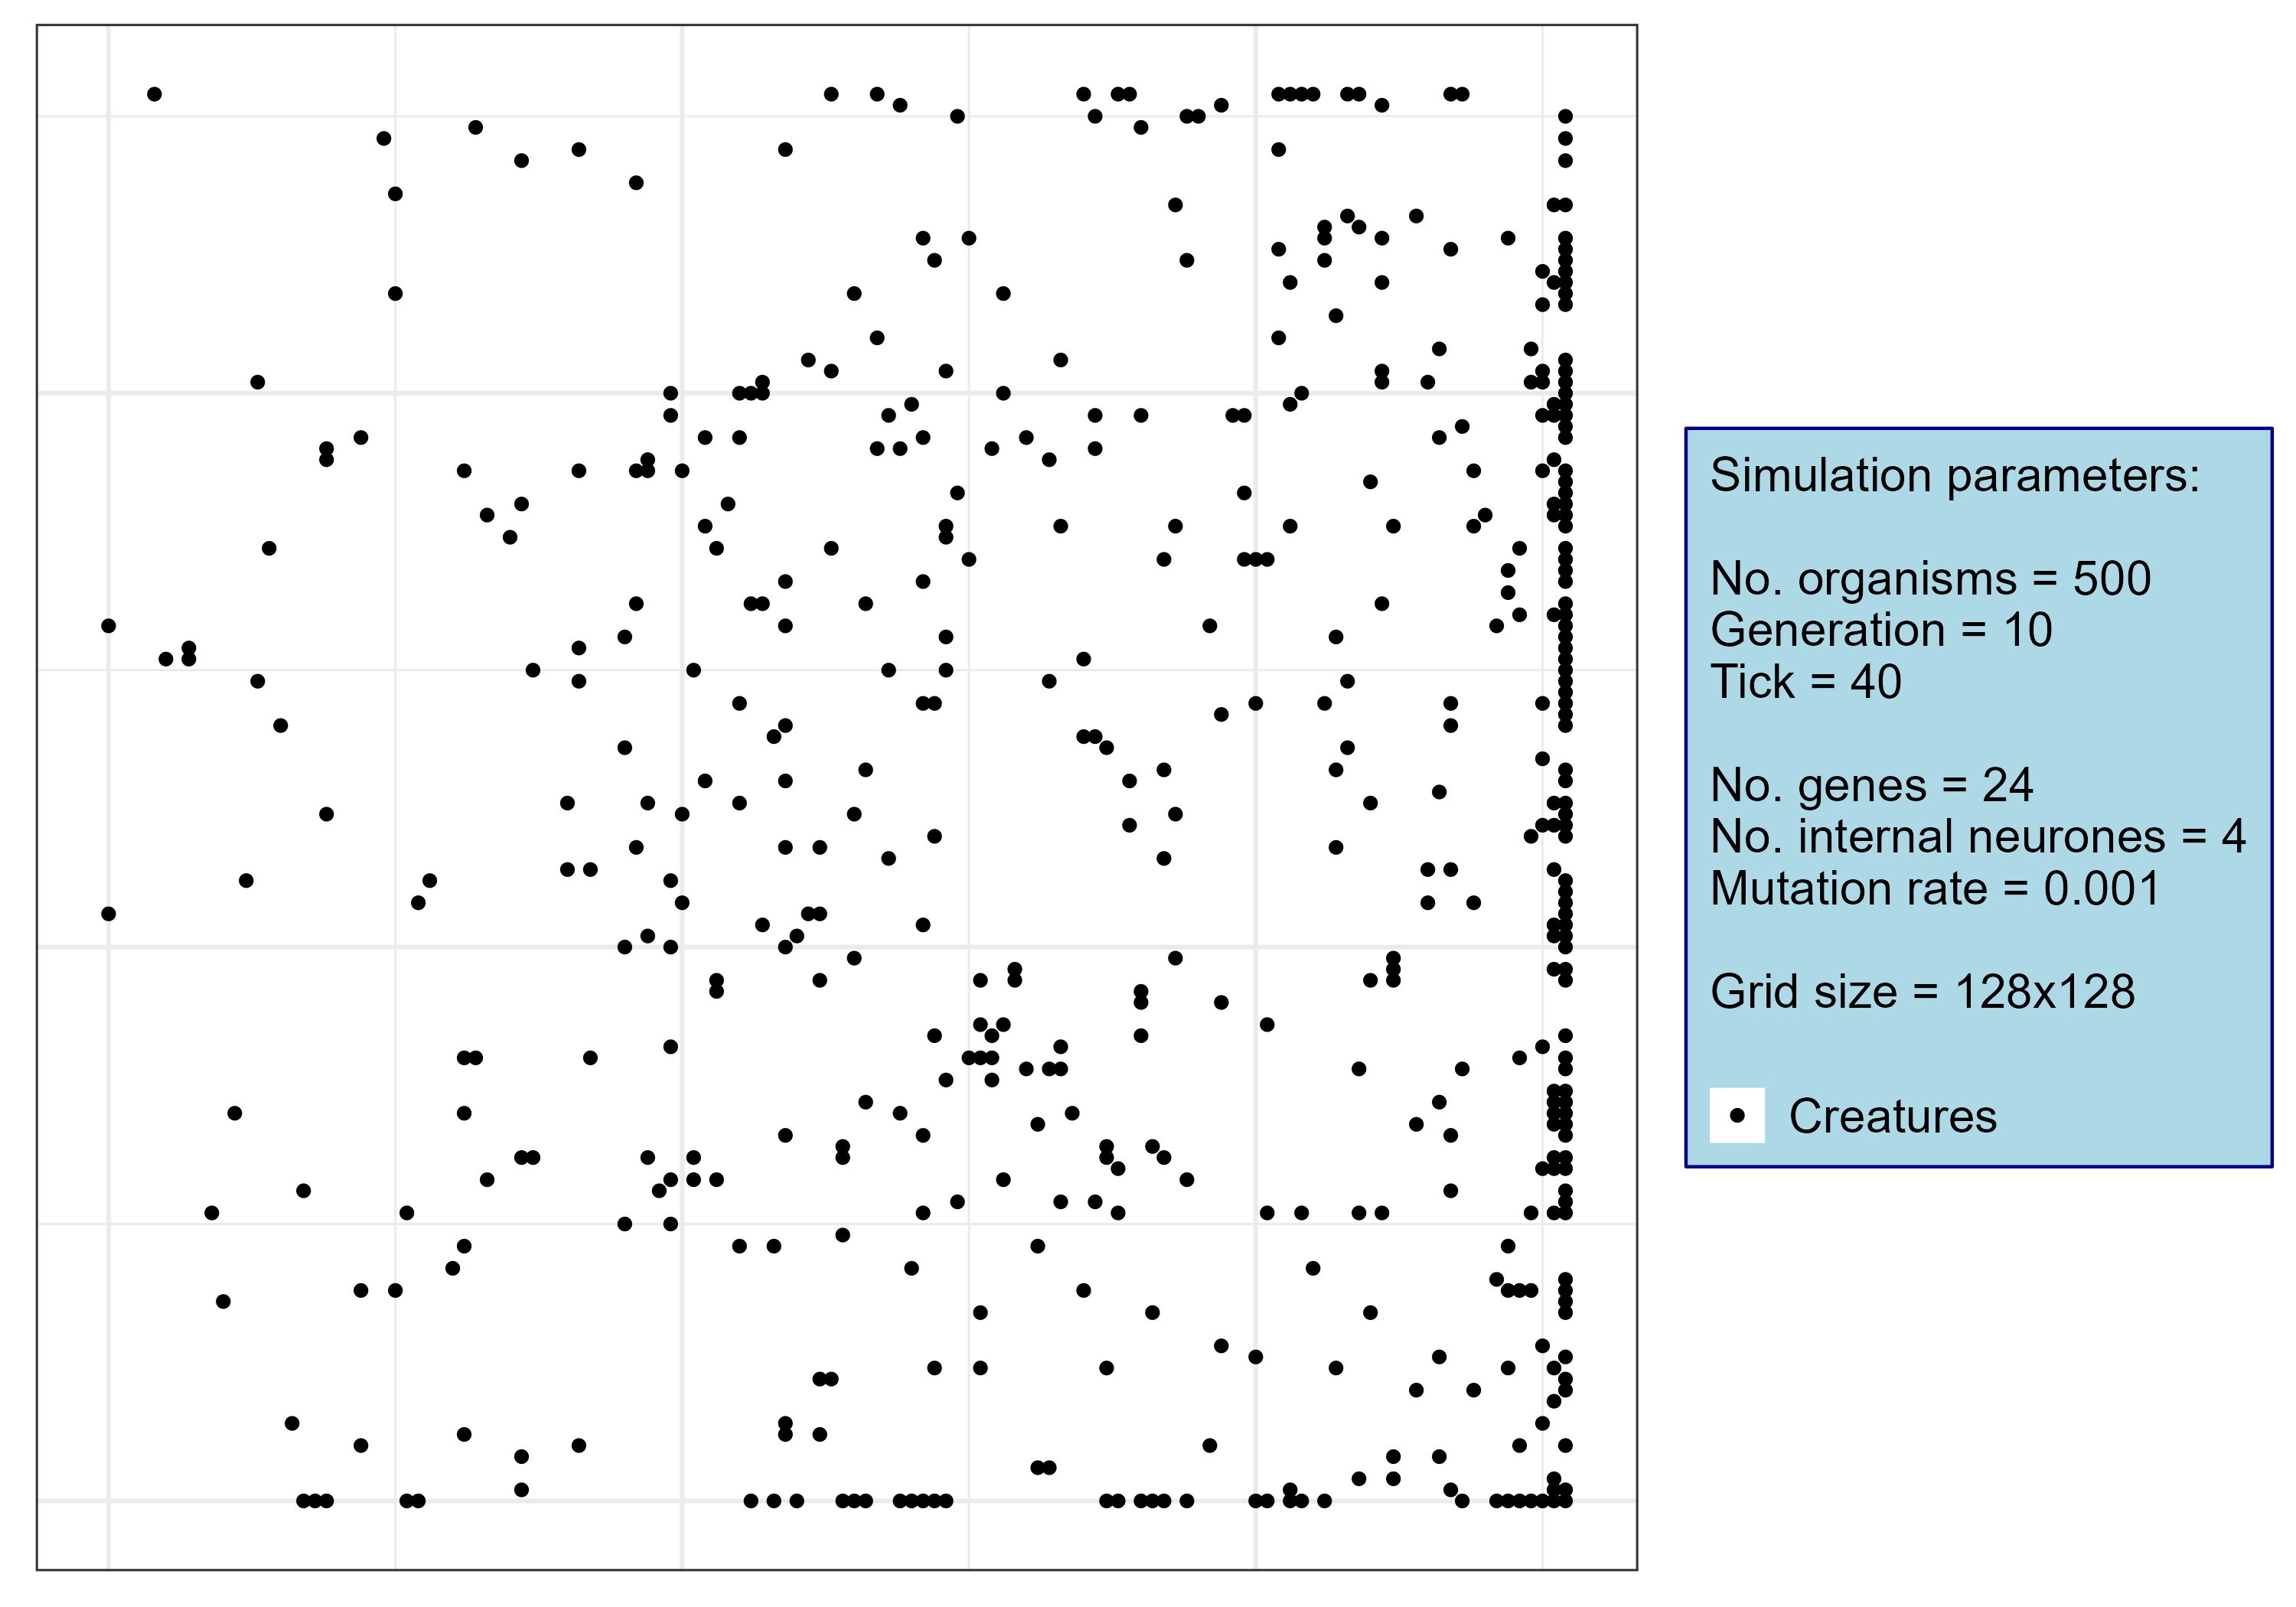 Simulation parameters:
No. organisms = 500
Generation = 10
Tick = 40
No. genes = 24
No. internal neurones = 4
Mutation rate = 0.001
Grid size = 128x128
Creatures